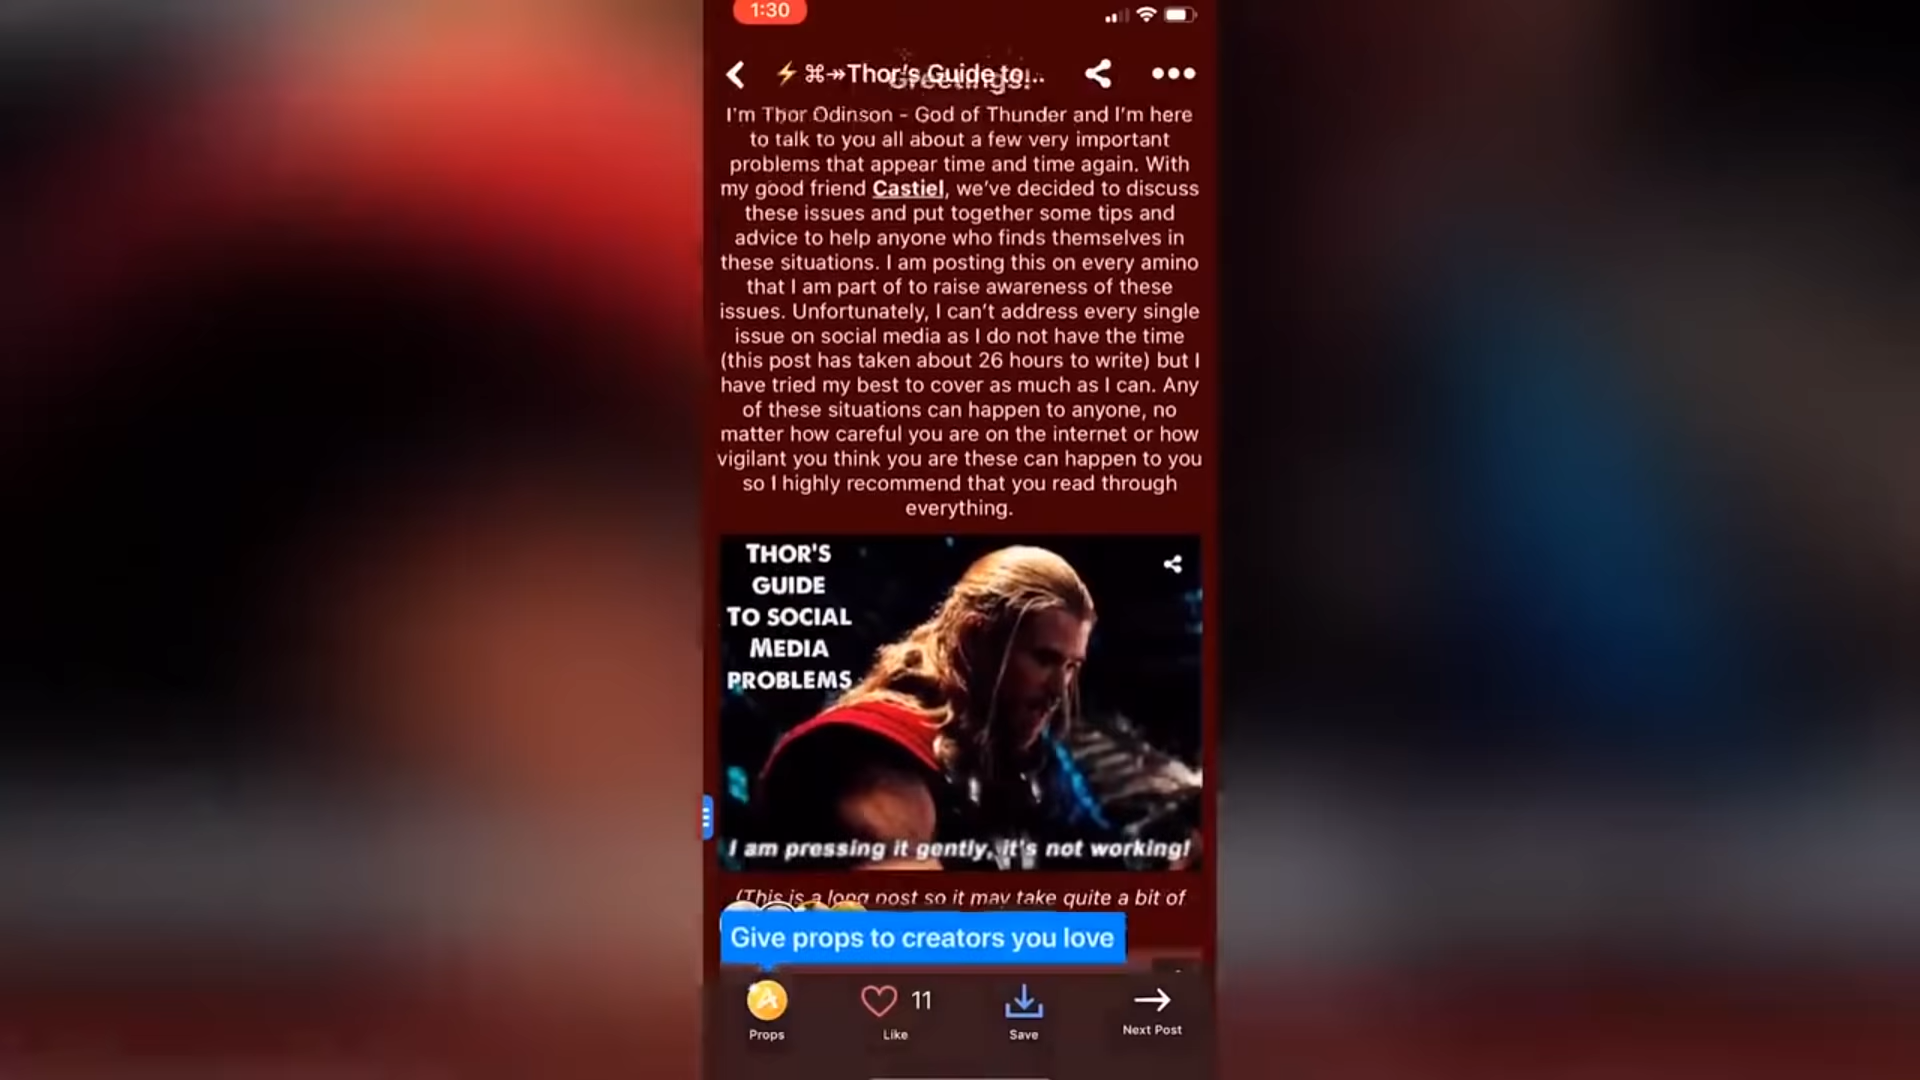 1:30
⚡⌘↠Thor's Guide to...
Greetings!
I'm Thor Odinson - God of Thunder and I'm here
to talk to you all about a few very important
problems that appear time and time again. With
my good friend Castiel, we've decided to discuss
these issues and put together some tips and
advice to help anyone who finds themselves in
these situations. I am posting this on every amino
that I am part of to raise awareness of these
issues. Unfortunately, I can't address every single
issue on social media as I do not have the time
(this post has taken about 26 hours to write) but I
have tried my best to cover as much as I can. Any
of these situations can happen to anyone, no
matter how careful you are on the internet or how
vigilant you think you are these can happen to you
so I highly recommend that you read through
everything.
THOR'S
GUIDE
TO SOCIAL
MEDIA
PROBLEMS
I am pressing it gently, it's not working!
(This is a long post so it may take quite a bit of
Give props to creators you love
11
Props
Like
Save
Next Post